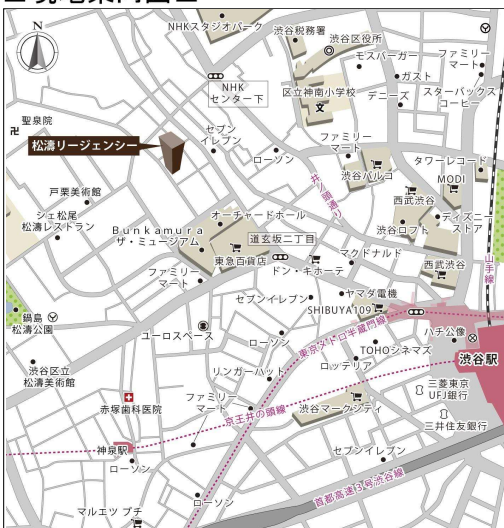 N
NHKスタジオパーク
渋谷税務署
渋谷区役所
モスバーガー
ファミリー
マート
ガスト
NHK
センター下
区立神南小学校
デニーズ
スターバックス
コーヒー
聖泉院
松濤リージェンシー
セブン
イレブン
ローソン
ファミリー
マート
タワーレコード
井ノ頭通り
渋谷パルコ
MODI
戸栗美術館
シェ松尾
松濤レストラン
Bunkamura
ザ・ミュージアム
オーチャードホール
道玄坂二丁目
西武渋谷
渋谷ロフト
ディズニー
ストア
山手線
東急百貨店
ドン・キホーテ
マクドナルド
西武渋谷
ファミリー
マート
セブンイレブン
ヤマダ電機
SHIBUYA109
鍋島
松濤公園
ユーロスペース
ローソン
東京メトロ半蔵門線
ハチ公像
TOHOシネマズ
渋谷駅
渋谷区立
松濤美術館
リンガーハット
ロッテリア
京王井の頭線
三菱東京
UFJ銀行
赤塚歯科医院
ファミリー
マート
渋谷マークシティ
三井住友銀行
神泉駅
ローソン
セブンイレブン
首都高速3号渋谷線
ローソン
マルエツ プチ